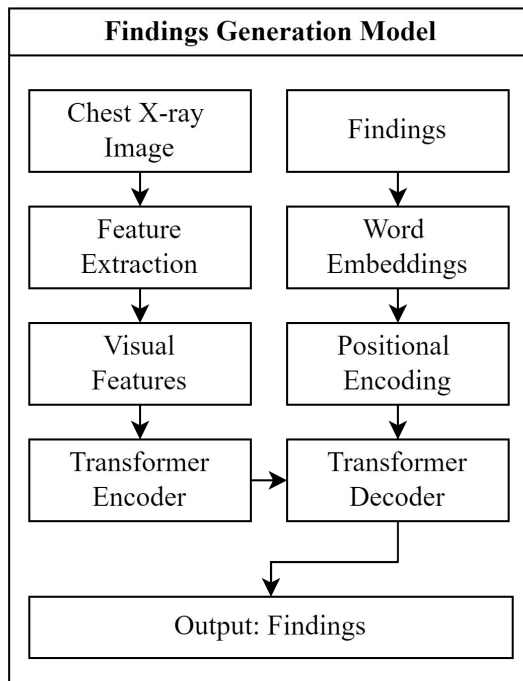 Findings Generation Model
Chest X-ray
Image
Findings
Feature
Extraction
Word
Embeddings
Visual
Features
Positional
Encoding
Transformer
Encoder
Transformer
Decoder
Output: Findings